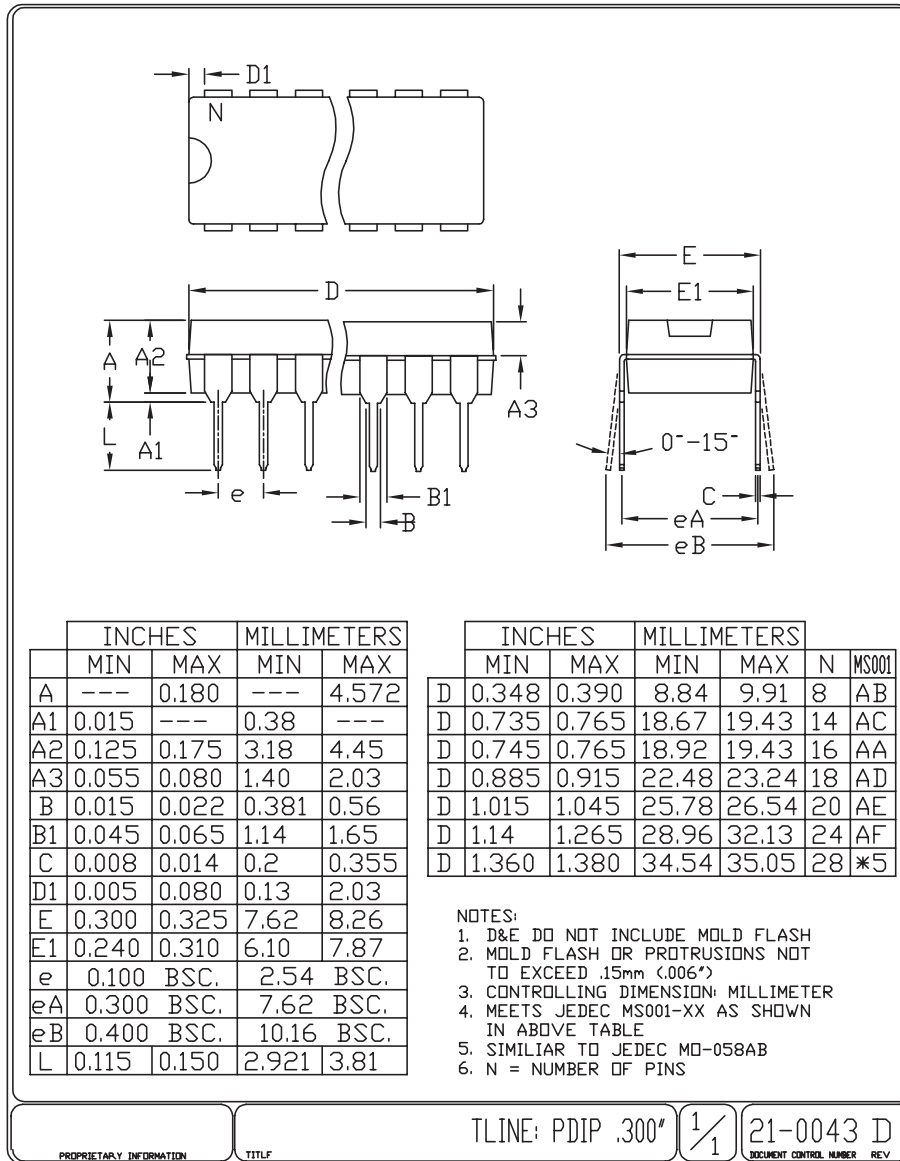 D1
N
D
E
E1
A
A2
A3
L
A1
0°-15°
e
B1
B
C
eA
eB
INCHES MILLIMETERS
MIN MAX MIN MAX
A --- 0.180 --- 4.572
A1 0.015 --- 0.38 ---
A2 0.125 0.175 3.18 4.45
A3 0.055 0.080 1.40 2.03
B 0.015 0.022 0.381 0.56
B1 0.045 0.065 1.14 1.65
C 0.008 0.014 0.2 0.355
D1 0.005 0.080 0.13 2.03
E 0.300 0.325 7.62 8.26
E1 0.240 0.310 6.10 7.87
e 0.100 BSC. 2.54 BSC.
eA 0.300 BSC. 7.62 BSC.
eB 0.400 BSC. 10.16 BSC.
L 0.115 0.150 2.921 3.81
INCHES MILLIMETERS
MIN MAX MIN MAX N MS001
D 0.348 0.390 8.84 9.91 8 AB
D 0.735 0.765 18.67 19.43 14 AC
D 0.745 0.765 18.92 19.43 16 AA
D 0.885 0.915 22.48 23.24 18 AD
D 1.015 1.045 25.78 26.54 20 AE
D 1.14 1.265 28.96 32.13 24 AF
D 1.360 1.380 34.54 35.05 28 *5
NOTES:
1. D&E DO NOT INCLUDE MOLD FLASH
2. MOLD FLASH OR PROTRUSIONS NOT
TO EXCEED .15mm (.006")
3. CONTROLLING DIMENSION: MILLIMETER
4. MEETS JEDEC MS001-XX AS SHOWN
IN ABOVE TABLE
5. SIMILIAR TO JEDEC MO-058AB
6. N = NUMBER OF PINS
PROPRIETARY INFORMATION
TITLE
TLINE: PDIP .300"
1/1
21-0043 D
DOCUMENT CONTROL NUMBER REV